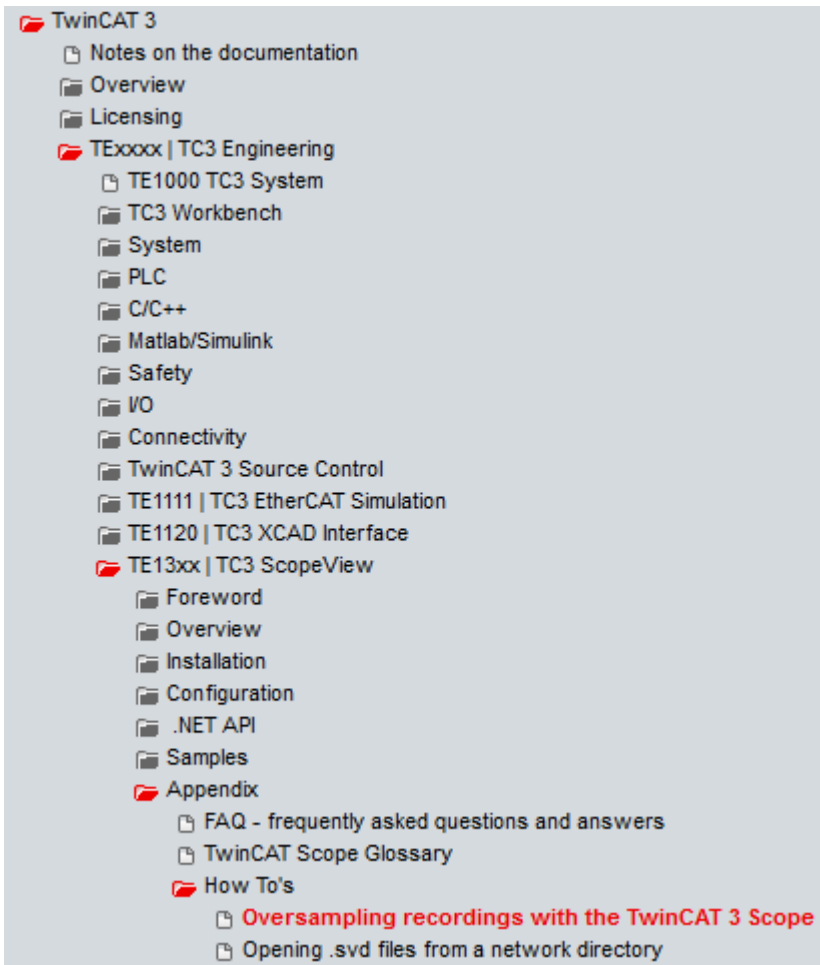 TwinCAT 3
Notes on the documentation
Overview
Licensing
TExxxx | TC3 Engineering
TE1000 TC3 System
TC3 Workbench
System
PLC
C/C++
Matlab/Simulink
Safety
I/O
Connectivity
TwinCAT 3 Source Control
TE1111 | TC3 EtherCAT Simulation
TE1120 | TC3 XCAD Interface
TE13xx | TC3 ScopeView
Foreword
Overview
Installation
Configuration
.NET API
Samples
Appendix
FAQ - frequently asked questions and answers
TwinCAT Scope Glossary
How To's
Oversampling recordings with the TwinCAT 3 Scope
Opening .svd files from a network directory